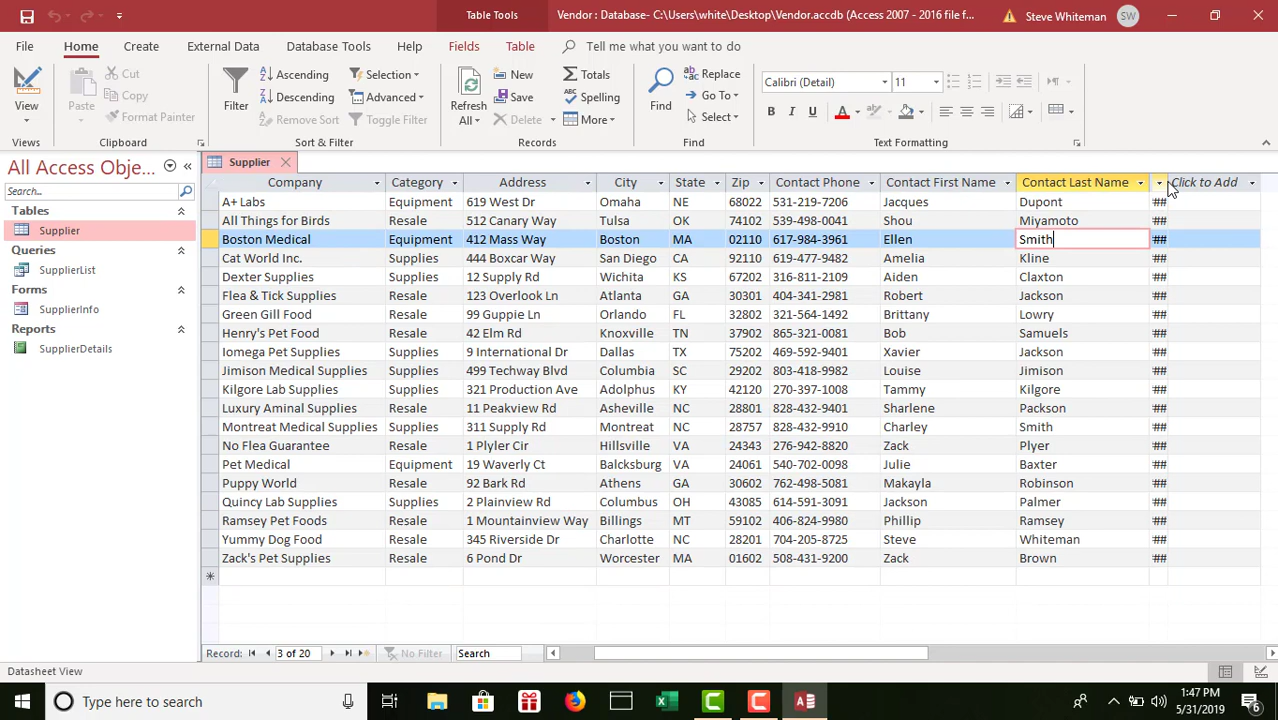 Table Tools
Vendor : Database- C:\Users\white\Desktop\Vendor.accdb (Access 2007 - 2016 file f...
Steve Whiteman SW
File Home Create External Data Database Tools Help Fields Table Tell me what you want to do
View
Views
Paste
Cut
Copy
Format Painter
Clipboard
Filter
Ascending
Descending
Remove Sort
Selection
Advanced
Toggle Filter
Sort & Filter
Refresh
All
New
Save
Delete
Totals
Spelling
More
Records
Find
Replace
Go To
Select
Find
Calibri (Detail) 11
B I U A
Text Formatting
All Access Obje...
Search...
Tables
Supplier
Queries
SupplierList
Forms
SupplierInfo
Reports
SupplierDetails
Supplier
Company Category Address City State Zip Contact Phone Contact First Name Contact Last Name Click to Add
A+ Labs Equipment 619 West Dr Omaha NE 68022 531-219-7206 Jacques Dupont ##
All Things for Birds Resale 512 Canary Way Tulsa OK 74102 539-498-0041 Shou Miyamoto ##
Boston Medical Equipment 412 Mass Way Boston MA 02110 617-984-3961 Ellen Smith ##
Cat World Inc. Resale 444 Boxcar Way San Diego CA 92110 619-477-9482 Amelia Kline ##
Dexter Supplies Supplies 12 Supply Rd Wichita KS 67202 316-811-2109 Aiden Claxton ##
Flea & Tick Supplies Resale 123 Overlook Ln Atlanta GA 30301 404-341-2981 Robert Jackson ##
Green Gill Food Resale 99 Guppie Ln Orlando FL 32802 321-564-1492 Brittany Lowry ##
Henry's Pet Food Resale 42 Elm Rd Knoxville TN 37902 865-321-0081 Bob Samuels ##
Iomega Pet Supplies Supplies 9 International Dr Dallas TX 75202 469-592-9401 Xavier Jackson ##
Jimison Medical Supplies Supplies 499 Techway Blvd Columbia SC 29202 803-418-9982 Louise Jimison ##
Kilgore Lab Supplies Supplies 321 Production Ave Adolphus KY 42120 270-397-1008 Tammy Kilgore ##
Luxury Aminal Supplies Resale 11 Peakview Rd Asheville NC 28801 828-432-9401 Sharlene Packson ##
Montreat Medical Supplies Supplies 311 Supply Rd Montreat NC 28757 828-432-9910 Charley Smith ##
No Flea Guarantee Resale 1 Plyler Cir Hillsville VA 24343 276-942-8820 Zack Plyer ##
Pet Medical Equipment 19 Waverly Ct Balcksburg VA 24061 540-702-0098 Julie Baxter ##
Puppy World Resale 92 Bark Rd Athens GA 30602 762-498-5081 Makayla Robinson ##
Quincy Lab Supplies Supplies 2 Plainview Rd Columbus OH 43085 614-591-3091 Jackson Palmer ##
Ramsey Pet Foods Resale 1 Mountainview Way Billings MT 59102 406-824-9980 Phillip Ramsey ##
Yummy Dog Food Resale 345 Riverside Dr Charlotte NC 28201 704-205-8725 Steve Whiteman ##
Zack's Pet Supplies Resale 6 Pond Dr Worcester MA 01602 508-431-9200 Zack Brown ##
Record: 3 of 20 No Filter Search
Datasheet View
Type here to search
1:47 PM
5/31/2019
6